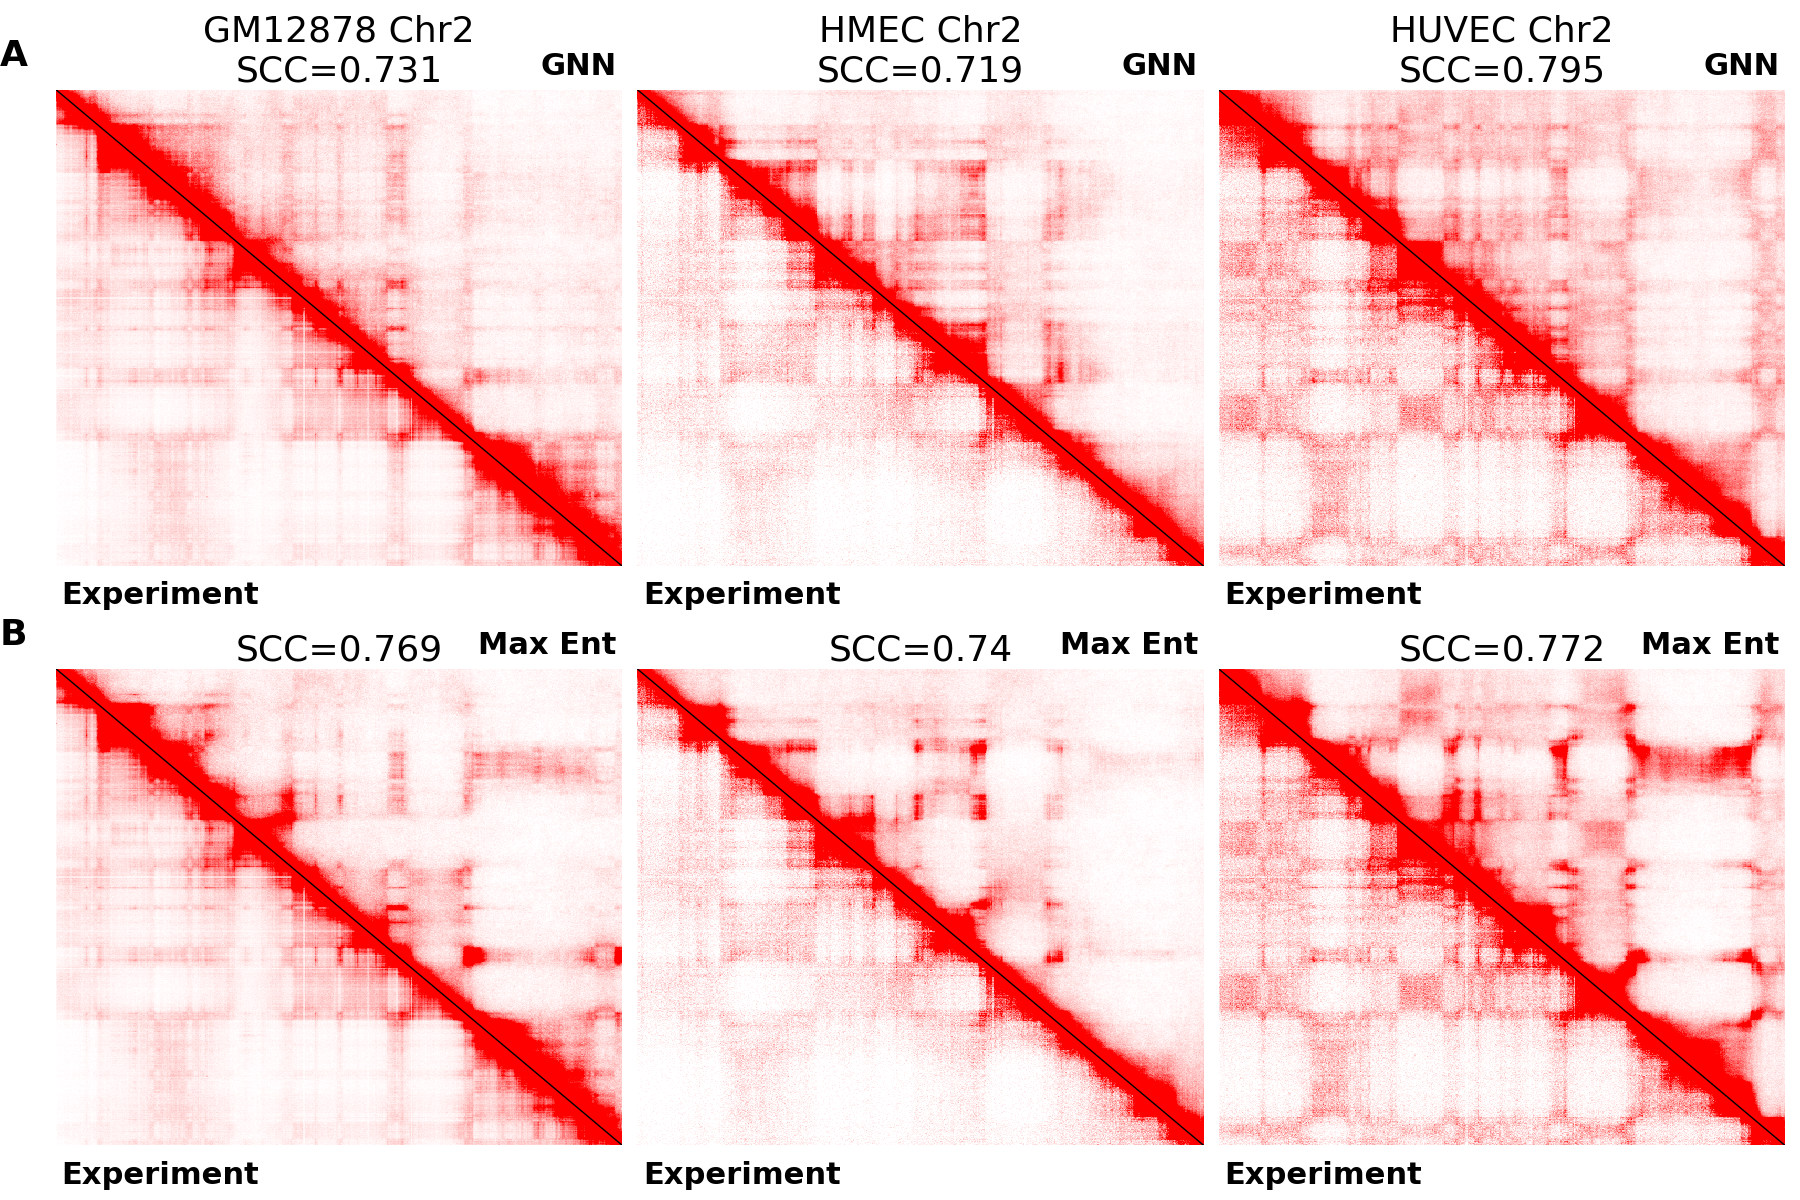 A
GM12878 Chr2
SCC=0.731
GNN
HMEC Chr2
SCC=0.719
GNN
HUVEC Chr2
SCC=0.795
GNN
Experiment
Experiment
Experiment
B
SCC=0.769
Max Ent
SCC=0.74
Max Ent
SCC=0.772
Max Ent
Experiment
Experiment
Experiment